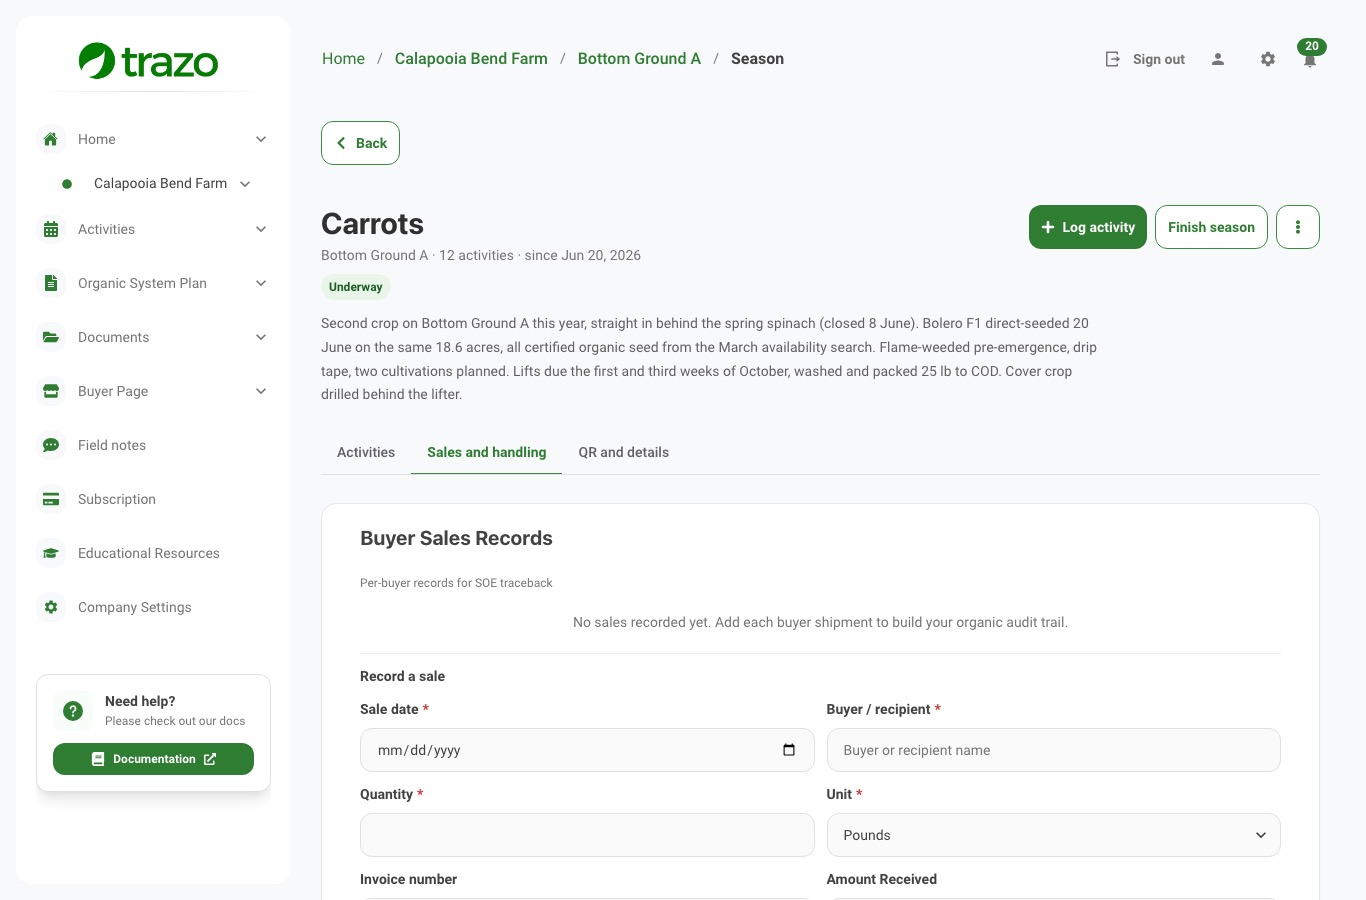 trazo
Home / Calapooia Bend Farm / Bottom Ground A / Season
Sign out
20
Home
Calapooia Bend Farm
Activities
Organic System Plan
Documents
Buyer Page
Field notes
Subscription
Educational Resources
Company Settings
Need help?
Please check out our docs
Documentation
Back
Carrots
Log activity
Finish season
Bottom Ground A · 12 activities · since Jun 20, 2026
Underway
Second crop on Bottom Ground A this year, straight in behind the spring spinach (closed 8 June). Bolero F1 direct-seeded 20
June on the same 18.6 acres, all certified organic seed from the March availability search. Flame-weeded pre-emergence, drip
tape, two cultivations planned. Lifts due the first and third weeks of October, washed and packed 25 lb to COD. Cover crop
drilled behind the lifter.
Activities
Sales and handling
QR and details
Buyer Sales Records
Per-buyer records for SOE traceback
No sales recorded yet. Add each buyer shipment to build your organic audit trail.
Record a sale
Sale date *
Buyer / recipient *
mm/dd/yyyy
Buyer or recipient name
Quantity *
Unit *
Pounds
Invoice number
Amount Received